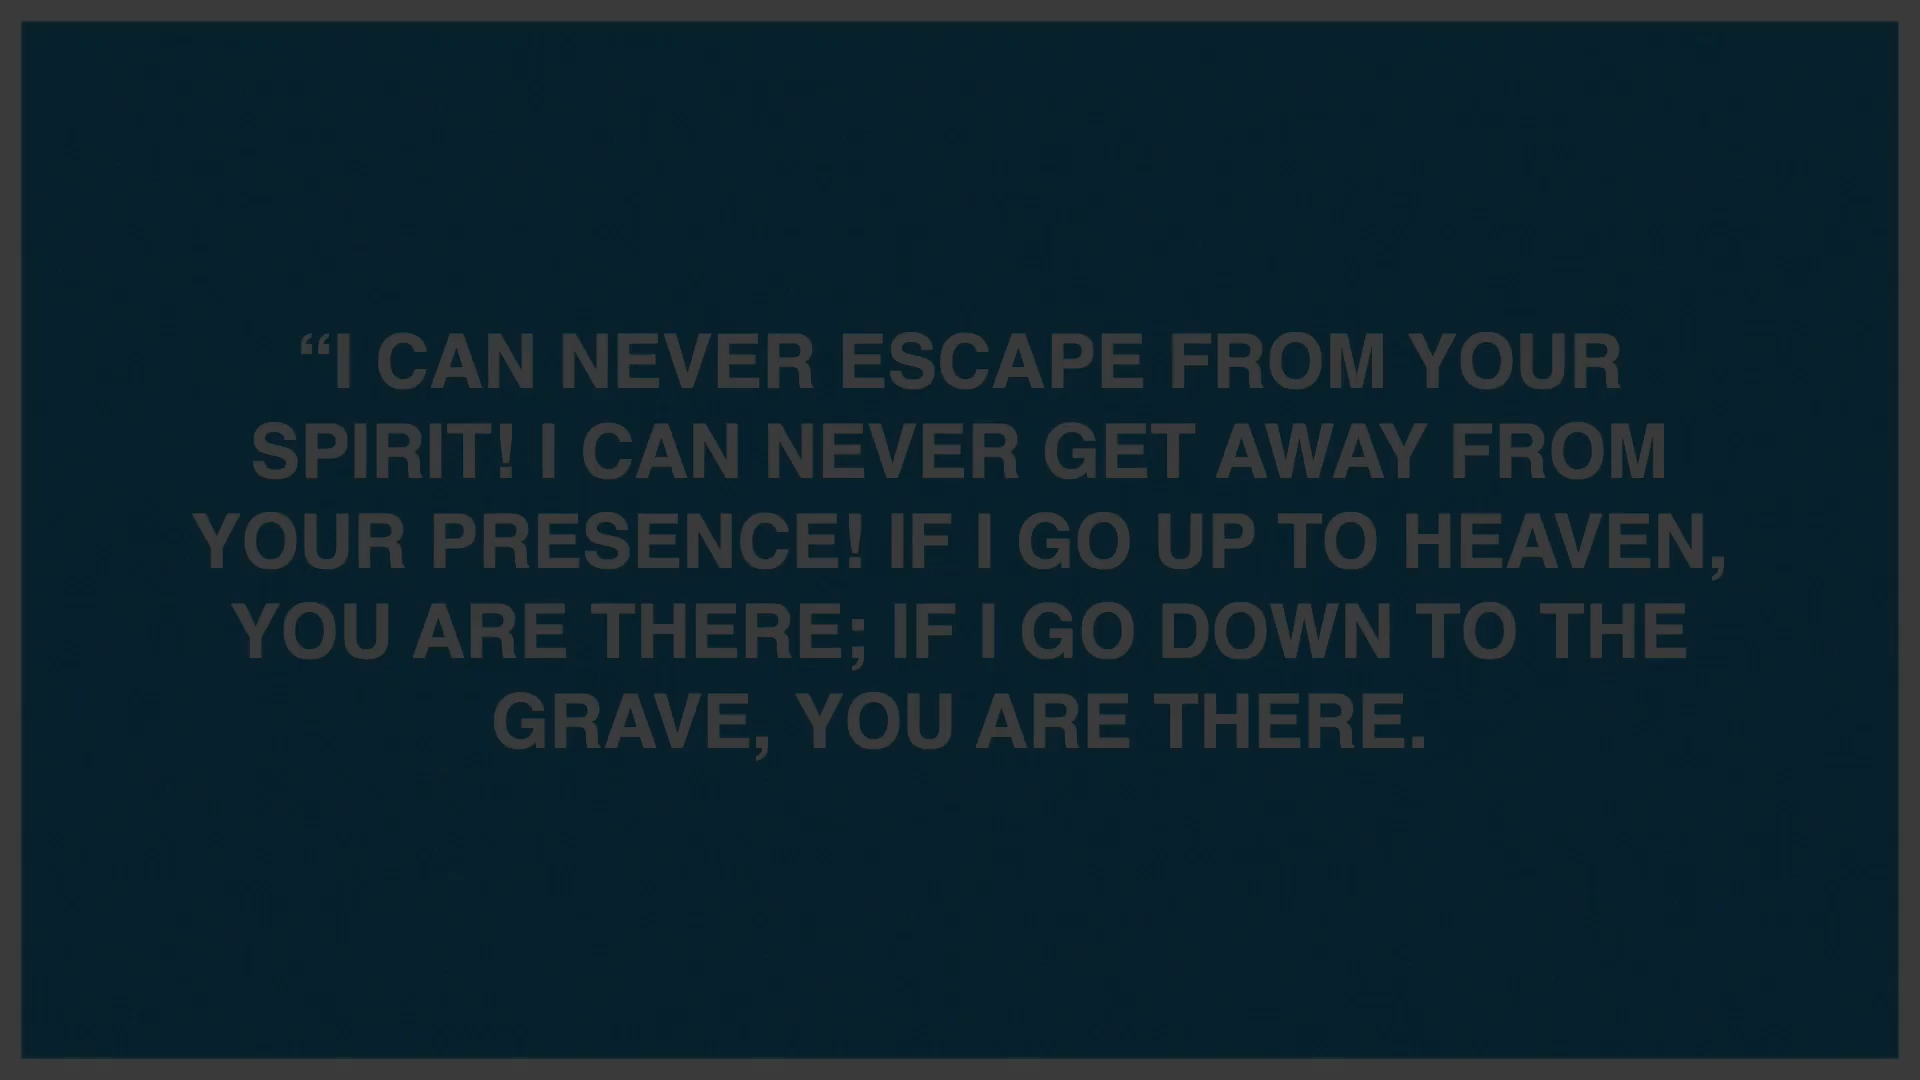 “I CAN NEVER ESCAPE FROM YOUR
SPIRIT! I CAN NEVER GET AWAY FROM
YOUR PRESENCE! IF I GO UP TO HEAVEN,
YOU ARE THERE; IF I GO DOWN TO THE
GRAVE, YOU ARE THERE.